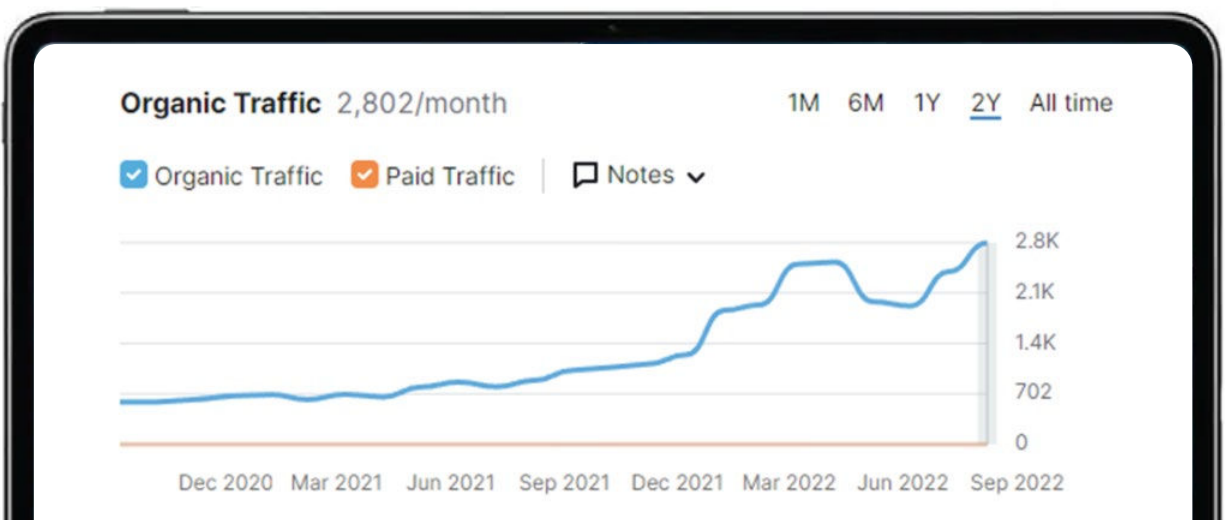 Organic Traffic 2,802/month
1M 6M 1Y 2Y All time
Organic Traffic Paid Traffic Notes
2.8K
2.1K
1.4K
702
0
Dec 2020 Mar 2021 Jun 2021 Sep 2021 Dec 2021 Mar 2022 Jun 2022 Sep 2022